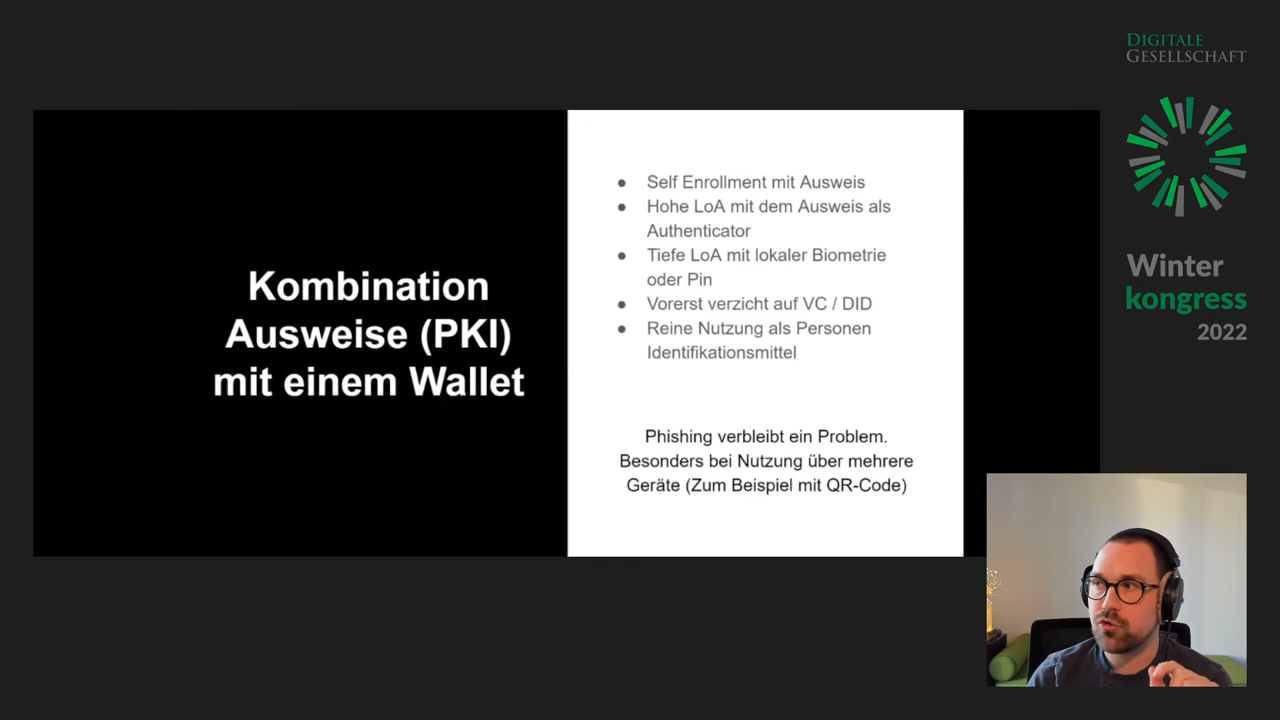 DIGITALE
GESELLSCHAFT
Winter
kongress
2022
Kombination
Ausweise (PKI)
mit einem Wallet
● Self Enrollment mit Ausweis
● Hohe LoA mit dem Ausweis als
Authenticator
● Tiefe LoA mit lokaler Biometrie
oder Pin
● Vorerst verzicht auf VC / DID
● Reine Nutzung als Personen
Identifikationsmittel
Phishing verbleibt ein Problem.
Besonders bei Nutzung über mehrere
Geräte (Zum Beispiel mit QR-Code)